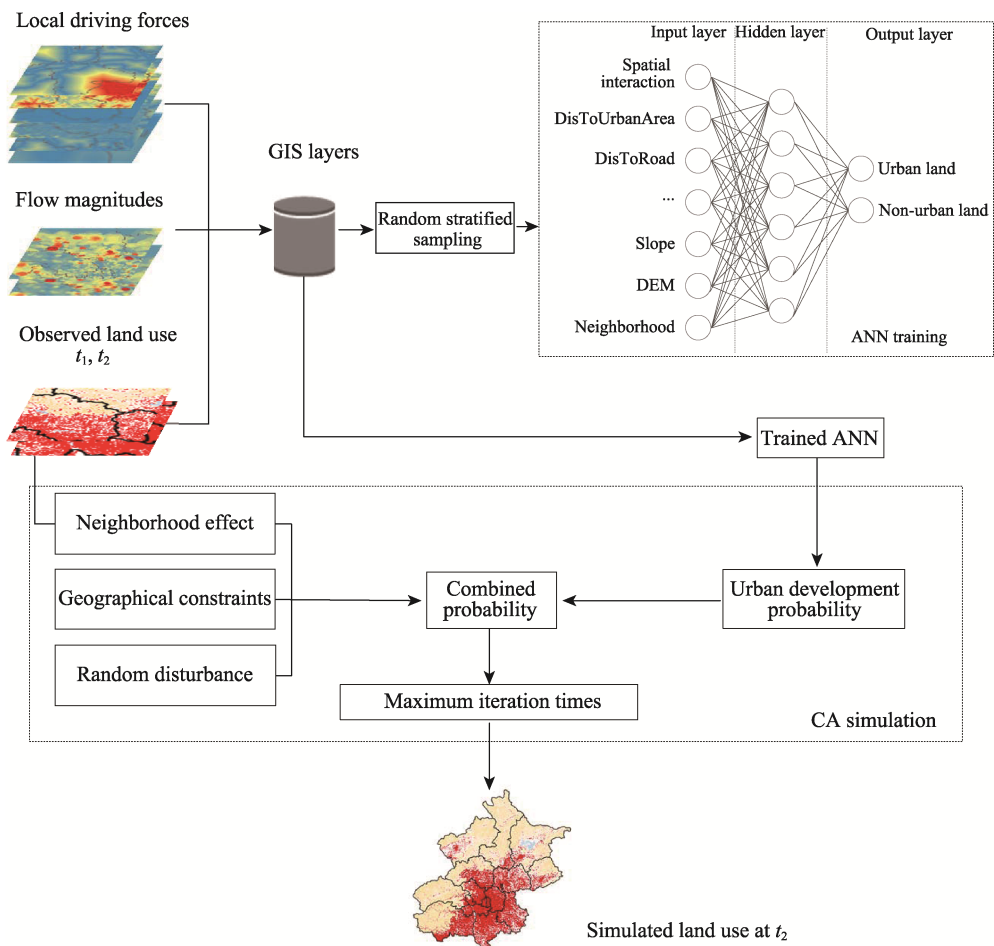 Local driving forces
Flow magnitudes
Observed land use
t1, t2
GIS layers
Random stratified
sampling
Input layer
Hidden layer
Output layer
Spatial
interaction
DisToUrbanArea
DisToRoad
...
Slope
DEM
Neighborhood
Urban land
Non-urban land
ANN training
Trained ANN
Neighborhood effect
Geographical constraints
Random disturbance
Combined
probability
Urban development
probability
Maximum iteration times
CA simulation
Simulated land use at t2